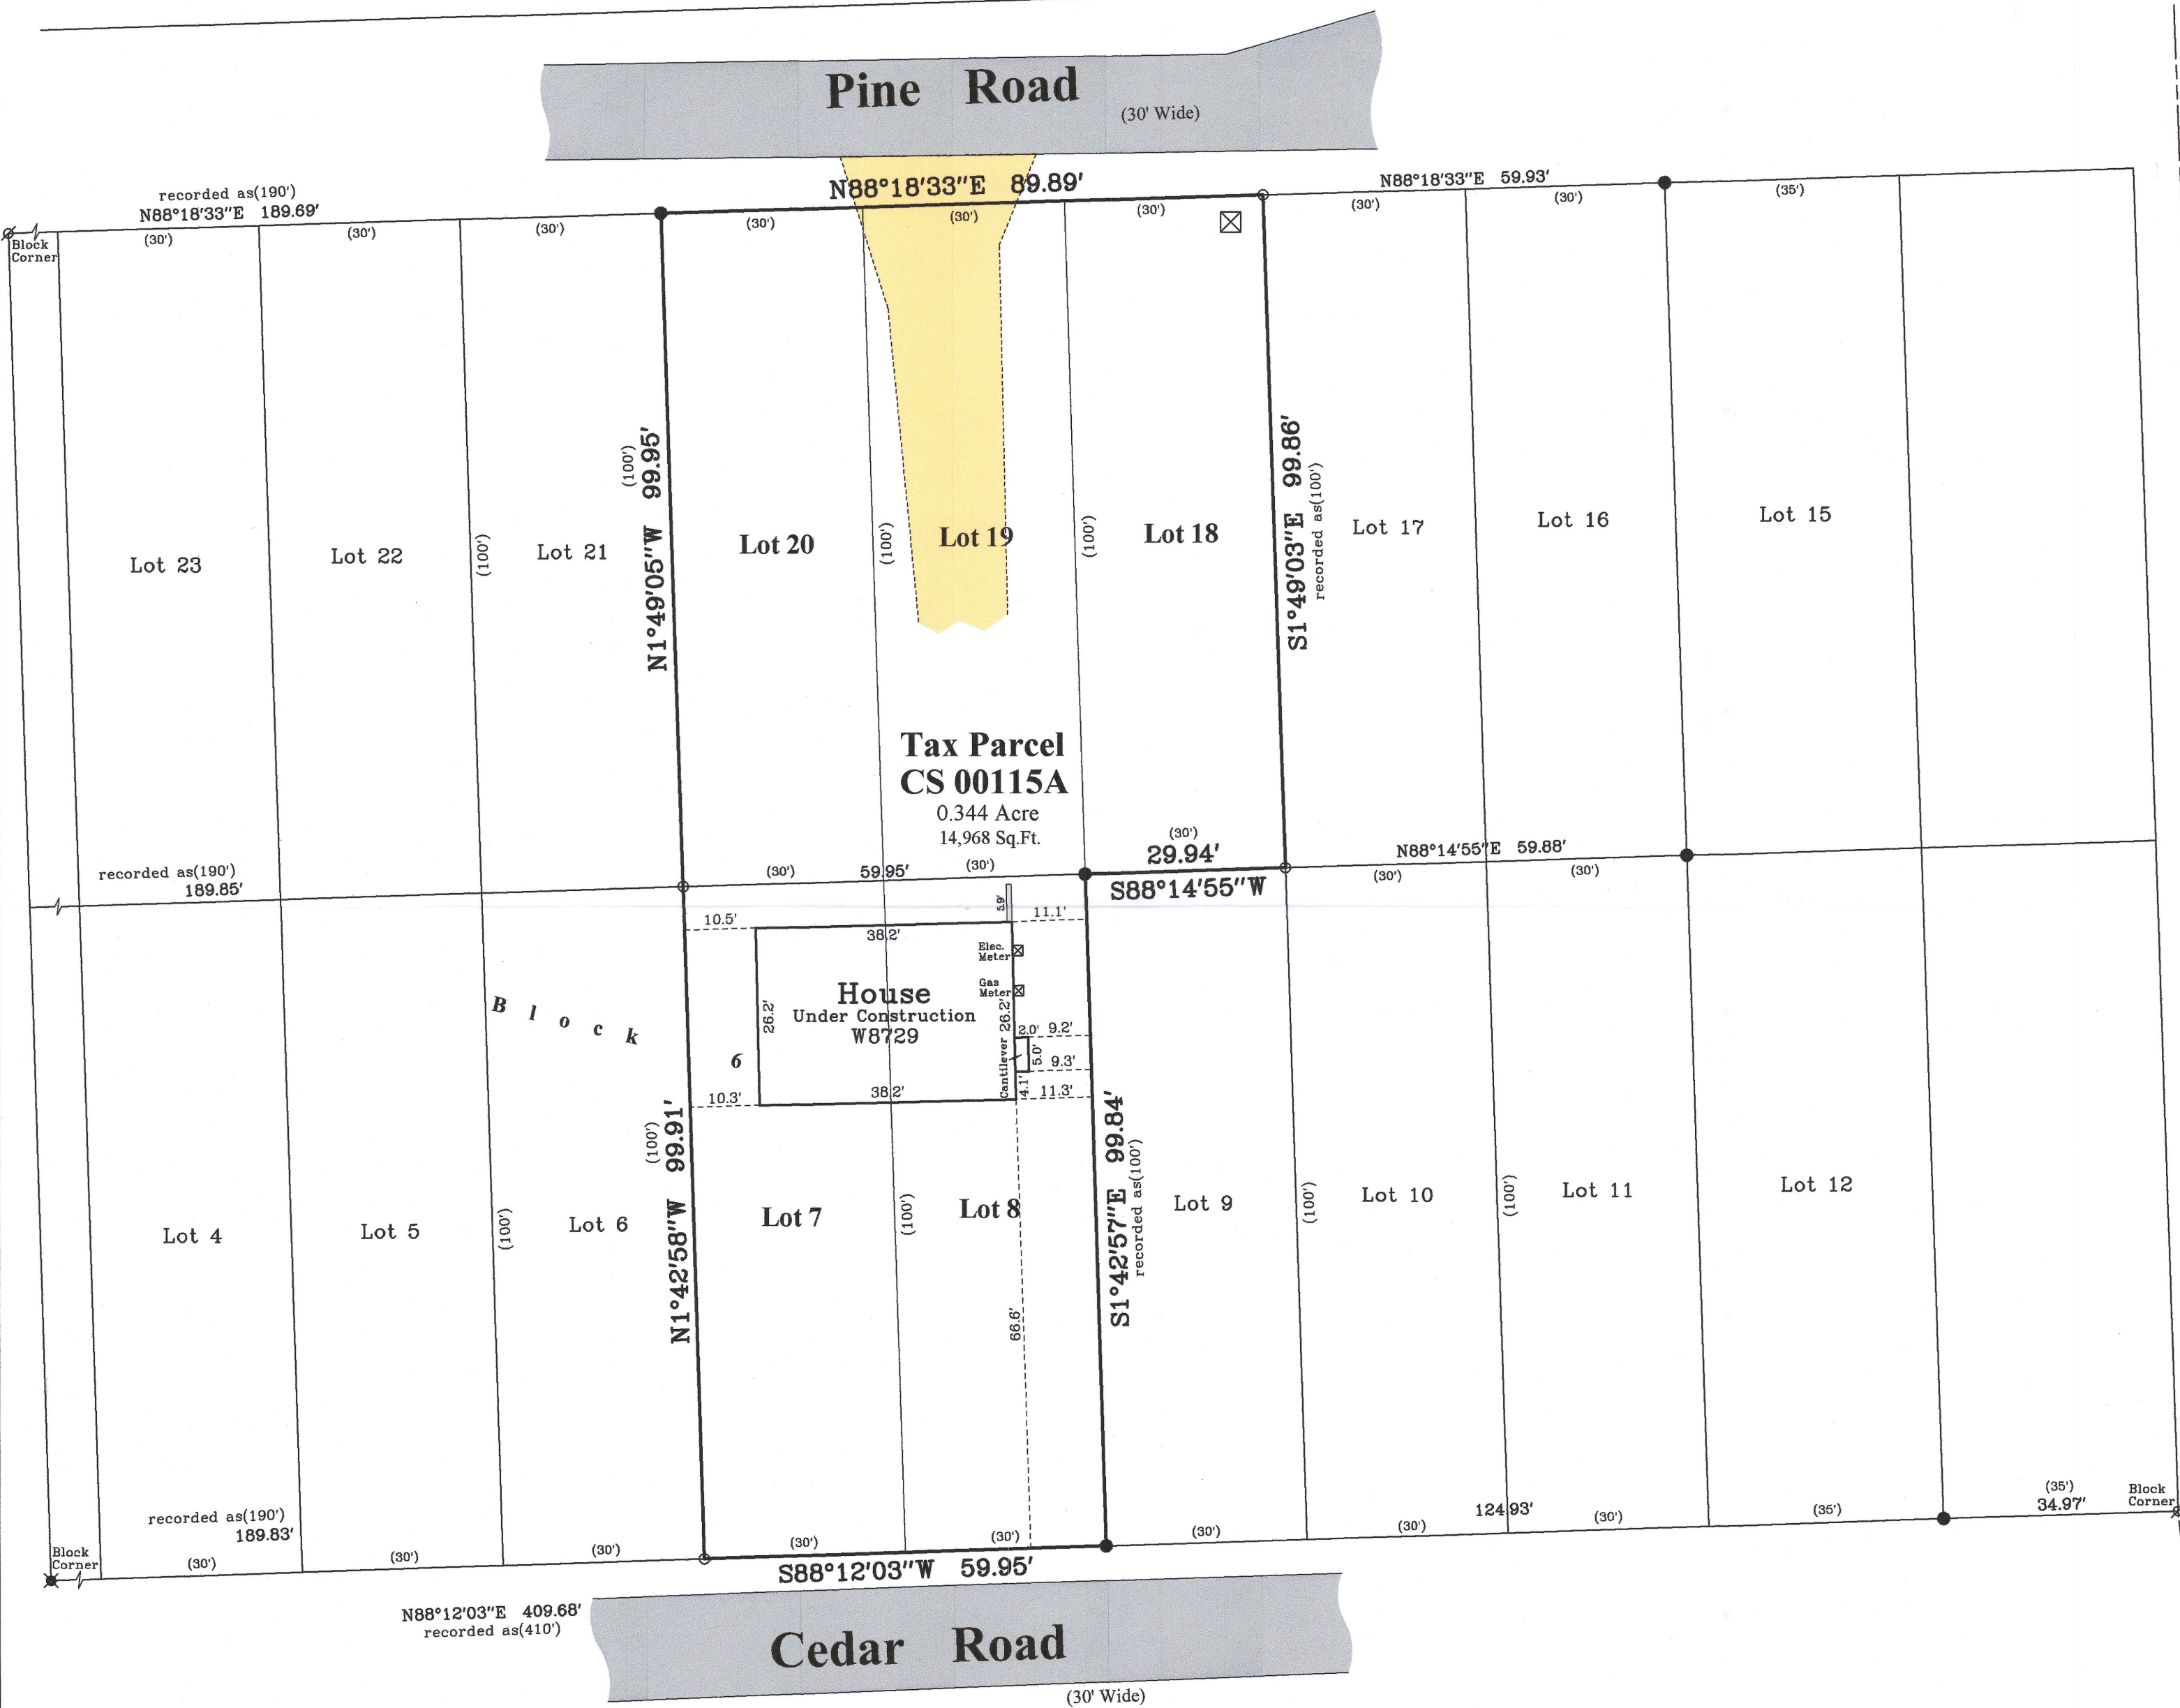 Pine Road
(30' Wide)
recorded as(190')
N88°18'33"E 189.69'
N88°18'33"E 89.89'
N88°18'33"E 59.93'
Block
Corner
(30')
(30')
(30')
(30')
(30')
(30')
(30')
(30')
(35')
(100')
N1°49'05"W 99.95'
S1°49'03"E 99.86'
recorded as(100')
Lot 23
Lot 22
(100')
Lot 21
Lot 20
(100')
Lot 19
(100')
Lot 18
Lot 17
Lot 16
Lot 15
Tax Parcel
CS 00115A
0.344 Acre
14,968 Sq.Ft.
recorded as(190')
189.85'
(30')
59.95'
(30')
(30')
29.94'
S88°14'55"W
N88°14'55"E 59.88'
(30')
(30')
10.5'
38.2'
5.9'
11.1'
Elec.
Meter
Gas
Meter
House
Under Construction
W8729
26.2'
26.2'
Cantilever
2.0'
9.2'
5.0'
9.3'
4.1'
11.3'
10.3'
38.2'
Block
6
(100')
N1°42'58"W 99.91'
S1°42'57"E 99.84'
recorded as(100')
Lot 4
Lot 5
(100')
Lot 6
Lot 7
(100')
Lot 8
66.6'
Lot 9
(100')
Lot 10
(100')
Lot 11
Lot 12
recorded as(190')
189.83'
Block
Corner
(30')
(30')
(30')
(30')
(30')
(30')
(30')
124.93'
(30')
(35')
(35')
34.97'
Block
Corner
S88°12'03"W 59.95'
N88°12'03"E 409.68'
recorded as(410')
Cedar Road
(30' Wide)